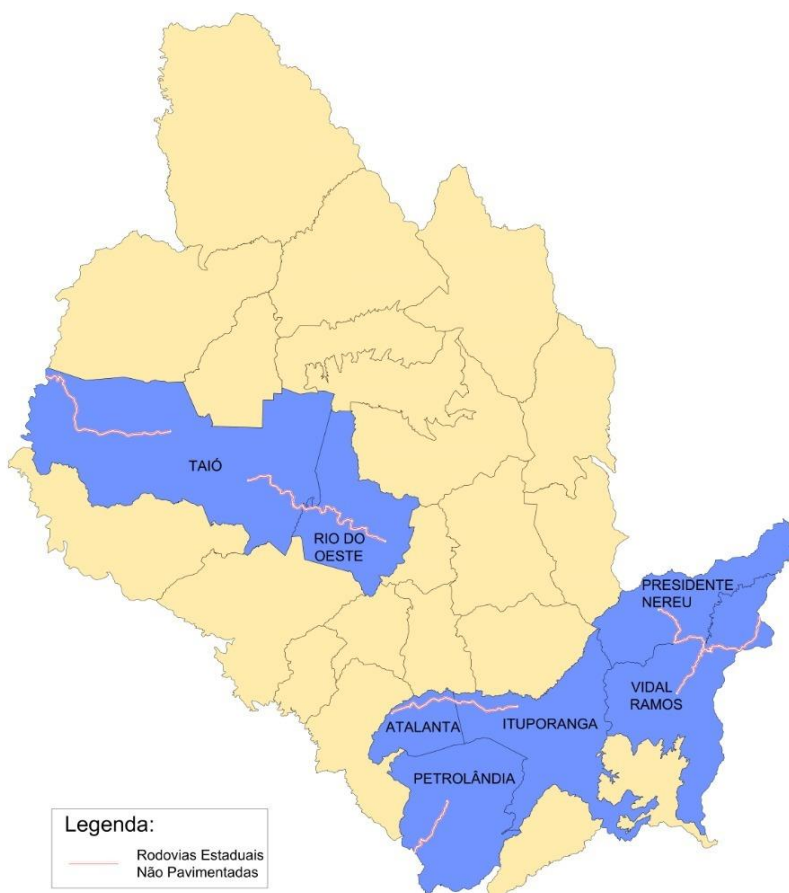 TAIÓ
RIO DO
OESTE
PRESIDENTE
NEREU
VIDAL
RAMOS
ATALANTA
ITUPORANGA
PETROLÂNDIA
Legenda:
Rodovias Estaduais
Não Pavimentadas